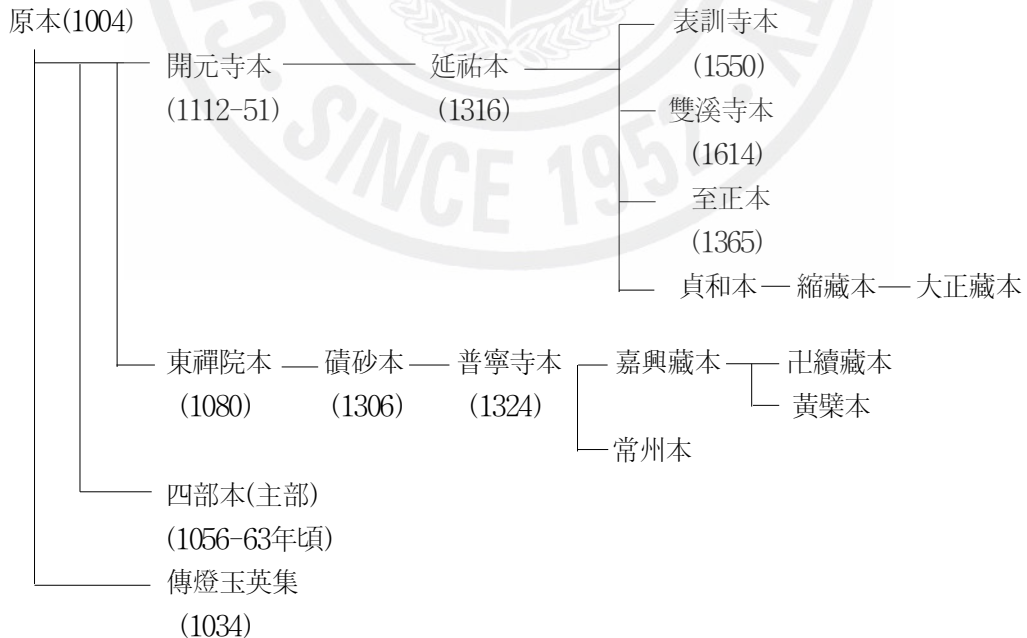 原本(1004)
表訓寺本
開元寺本
延祐本
(1550)
(1112-51)
(1316)
雙溪寺本
(1614)
至正本
(1365)
貞和本
縮藏本
大正藏本
東禪院本
磧砂本
普寧寺本
嘉興藏本
卍續藏本
(1080)
(1306)
(1324)
黃檗本
常州本
四部本(主部)
(1056-63年頃)
傳燈玉英集
(1034)
SINCE 1952